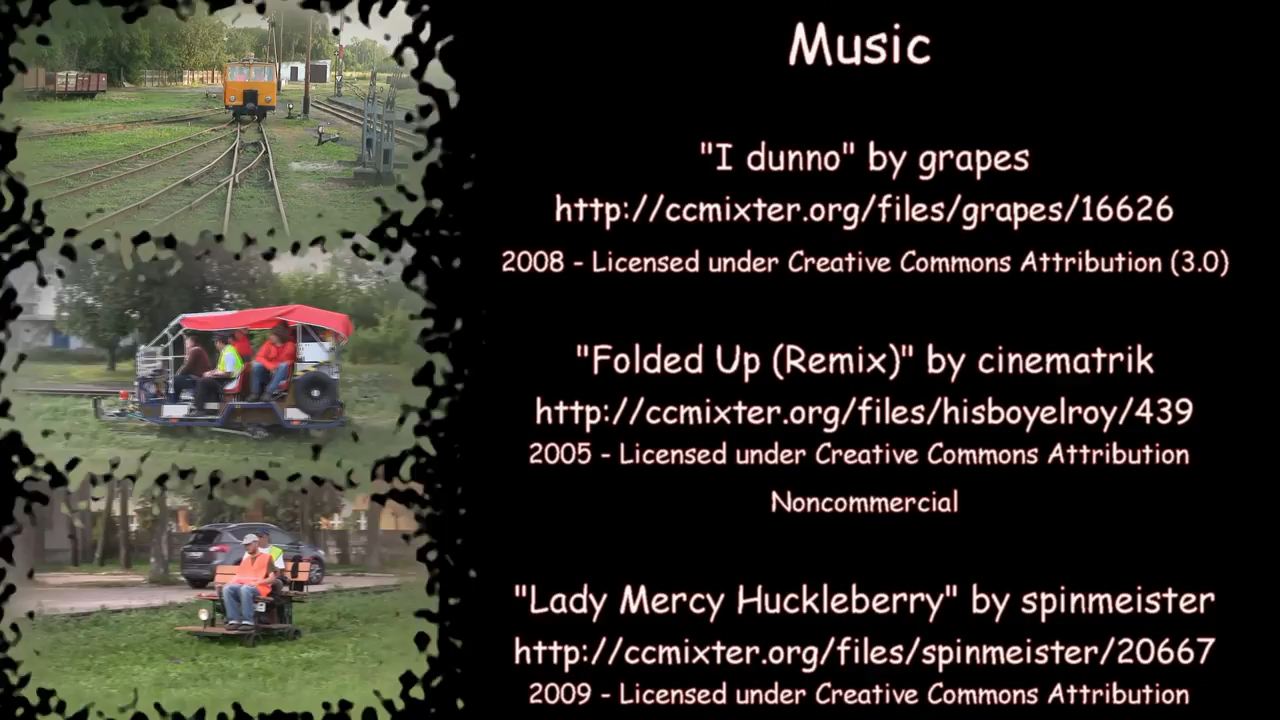 Music
"I dunno" by grapes
http://ccmixter.org/files/grapes/16626
2008 - Licensed under Creative Commons Attribution (3.0)
"Folded Up (Remix)" by cinematrik
http://ccmixter.org/files/hisboyelroy/439
2005 - Licensed under Creative Commons Attribution
Noncommercial
"Lady Mercy Huckleberry" by spinmeister
http://ccmixter.org/files/spinmeister/20667
2009 - Licensed under Creative Commons Attribution